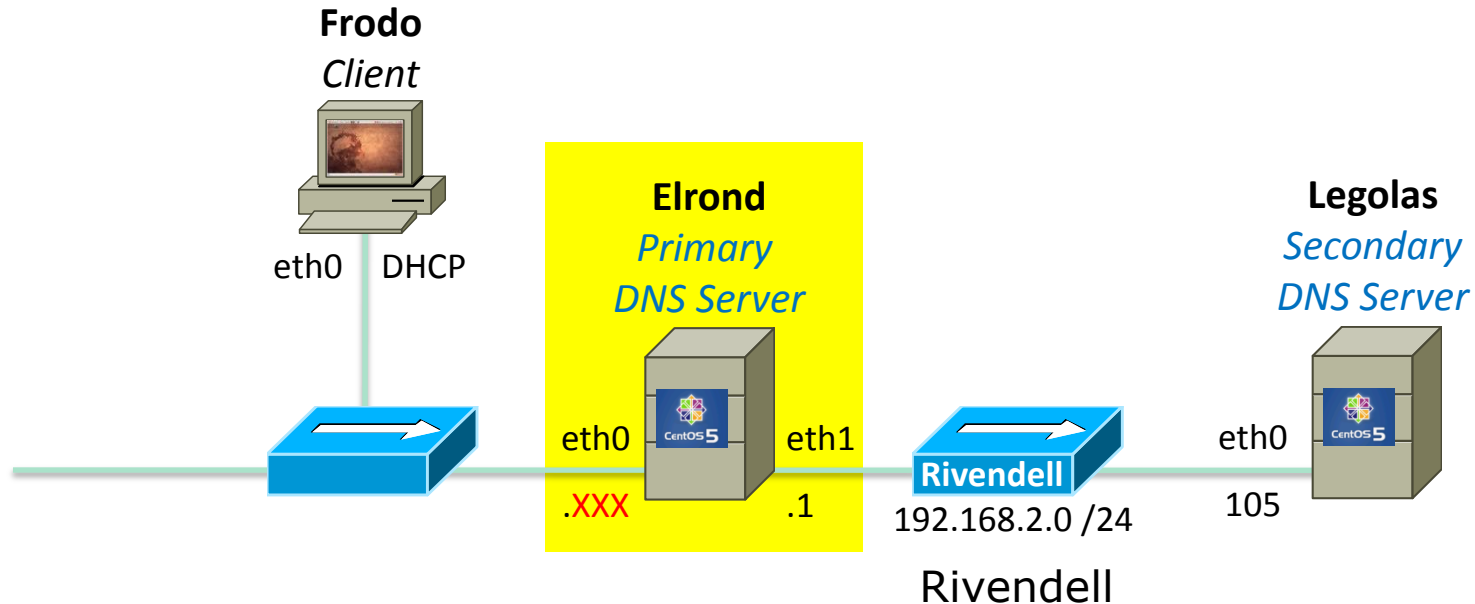 Frodo
Client
eth0 DHCP
Elrond
Primary
DNS Server
CentOS 5
eth0
eth1
.XXX
.1
Rivendell
192.168.2.0 /24
Rivendell
Legolas
Secondary
DNS Server
CentOS 5
eth0
105